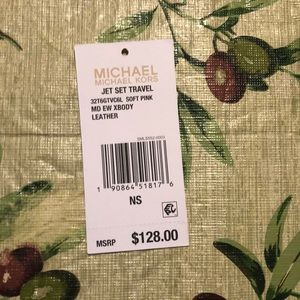 MICHAEL
MICHAEL KORS
JET SET TRAVEL
32T6GTVC6L SOFT PINK
MD EW XBODY
LEATHER
1 90864 51817 6
NS
MSRP $128.00